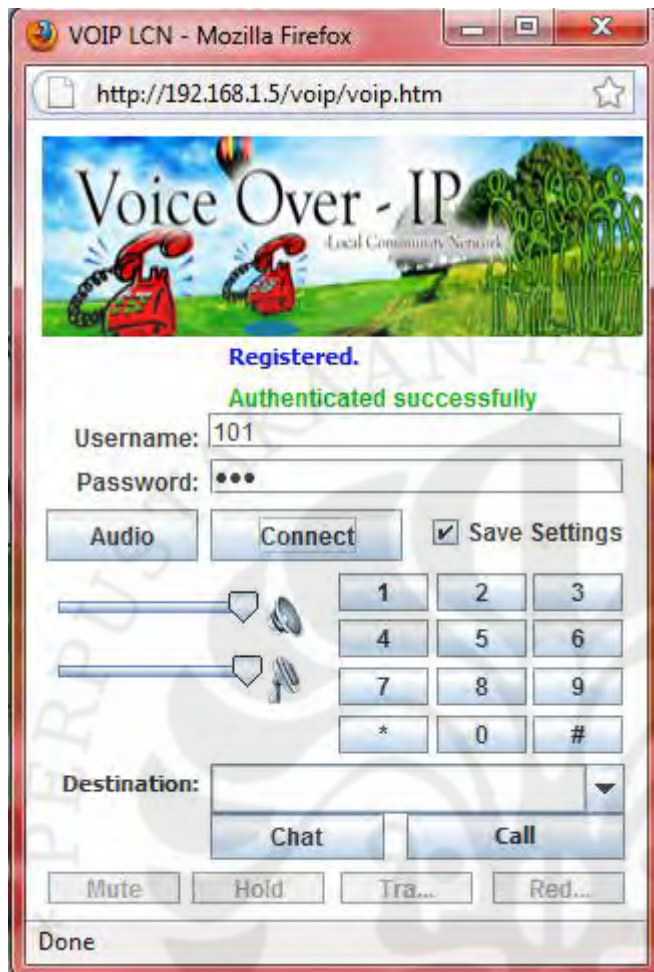 VOIP LCN - Mozilla Firefox
http://192.168.1.5/voip/voip.htm
Voice Over - IP
Local Community Network
Registered.
Authenticated successfully
Username: 101
Password: •••
Audio Connect Save Settings
1 2 3
4 5 6
7 8 9
* 0 #
Destination:
Chat Call
Mute Hold Tra... Red...
Done
PERPUSTAKAAN